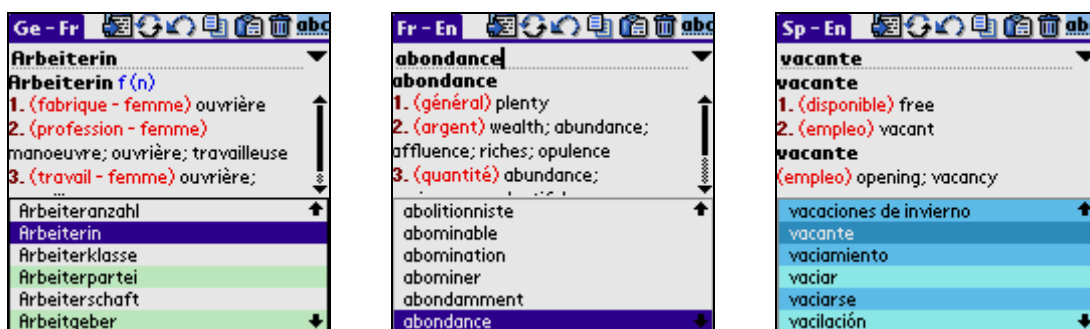 Ge - Fr
abc
Arbeiterin
Arbeiterin f (n)
1. (fabrique - femme) ouvrière
2. (profession - femme)
manoeuvre; ouvrière; travailleuse
3. (travail - femme) ouvrière;
Arbeiteranzahl
Arbeiterin
Arbeiterklasse
Arbeiterpartei
Arbeiterschaft
Arbeitgeber
Fr - En
abc
abondance
abondance
1. (général) plenty
2. (argent) wealth; abundance;
affluence; riches; opulence
3. (quantité) abundance;
abolitionniste
abominable
abomination
abominer
abondamment
abondance
Sp - En
ab
vacante
vacante
1. (disponible) free
2. (empleo) vacant
vacante
(empleo) opening; vacancy
vacaciones de invierno
vacante
vaciamiento
vaciar
vaciarse
vacilación